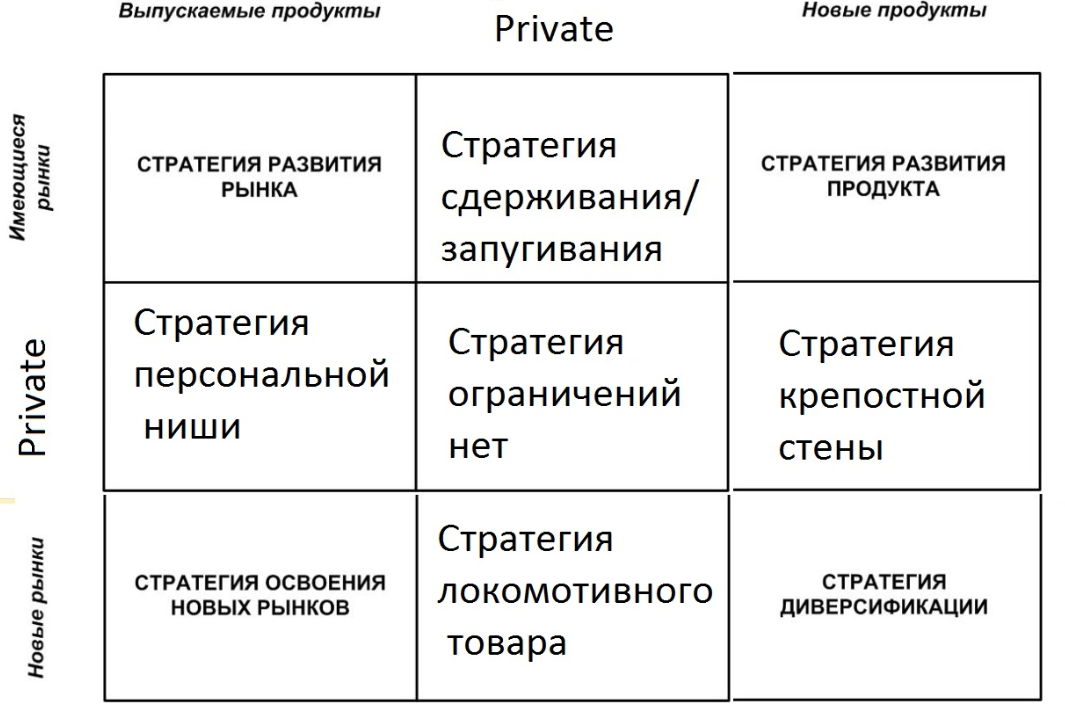 Выпускаемые продукты
Private
Новые продукты
Имеющиеся
рынки
СТРАТЕГИЯ РАЗВИТИЯ
РЫНКА
Стратегия
сдерживания/
запугивания
СТРАТЕГИЯ РАЗВИТИЯ
ПРОДУКТА
Private
Стратегия
персональной
ниши
Стратегия
ограничений
нет
Стратегия
крепостной
стены
Новые рынки
СТРАТЕГИЯ ОСВОЕНИЯ
НОВЫХ РЫНКОВ
Стратегия
локомотивного
товара
СТРАТЕГИЯ
ДИВЕРСИФИКАЦИИ